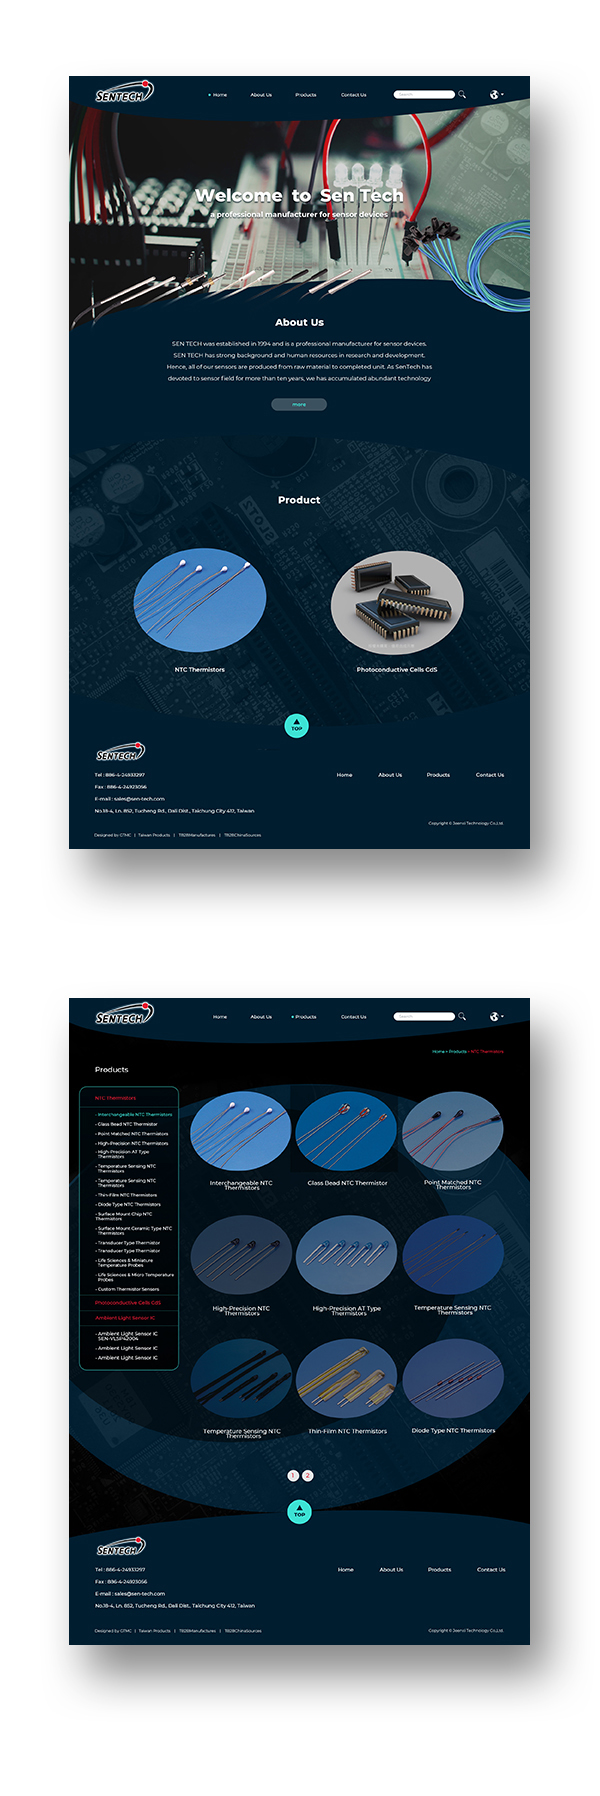 SENTECH
Home
About Us
Products
Contact Us
Search
Welcome to Sen Tech
a professional manufacturer for sensor devices
About Us
SEN TECH was established in 1994 and is a professional manufacturer for sensor devices.
SEN TECH has strong background and human resources in research and development.
Hence, all of our sensors are produced from raw material to completed unit. As SenTech has
devoted to sensor field for more than ten years, we has accumulated abundant technology
more
Product
NTC Thermistors
Photoconductive Cells CdS
TOP
SENTECH
Tel : 886-4-24933297
Home
About Us
Products
Contact Us
Fax : 886-4-24923056
E-mail : sales@sen-tech.com
No.18-4, Ln. 852, Tucheng Rd., Dali Dist., Taichung City 412, Taiwan
Designed by GTMC | Taiwan Products | TB2BManufactures | TB2BChinaSources
SENTECH
Home
About Us
Products
Contact Us
Search
Home > Products > NTC Thermistors
Products
NTC Thermistors
- Interchangeable NTC Thermistors
- Glass Bead NTC Thermistor
- Point Matched NTC Thermistors
- High-Precision NTC Thermistors
- High-Precision AT Type
Thermistors
- Temperature Sensing NTC
Thermistors
- Temperature Sensing NTC
Thermistors
- Thin-Film NTC Thermistors
- Diode Type NTC Thermistors
- Surface Mount Chip NTC
Thermistors
- Surface Mount Ceramic Type NTC
Thermistors
- Transducer Type Thermistor
- Transducer Type Thermistor
- Life Sciences & Miniature
Temperature Probes
- Life Sciences & Micro Temperature
Probes
- Custom Thermistor Sensors
Photoconductive Cells CdS
Ambient Light Sensor IC
- Ambient Light Sensor IC
SEN-VLSP42004
- Ambient Light Sensor IC
- Ambient Light Sensor IC
Interchangeable NTC
Thermistors
Glass Bead NTC Thermistor
Point Matched NTC
Thermistors
High-Precision NTC
Thermistors
High-Precision AT Type
Thermistors
Temperature Sensing NTC
Thermistors
Temperature Sensing NTC
Thermistors
Thin-Film NTC Thermistors
Diode Type NTC Thermistors
1
2
TOP
SENTECH
Tel : 886-4-24933297
Home
About Us
Products
Contact Us
Fax : 886-4-24923056
E-mail : sales@sen-tech.com
No.18-4, Ln. 852, Tucheng Rd., Dali Dist., Taichung City 412, Taiwan
Designed by GTMC | Taiwan Products | TB2BManufactures | TB2BChinaSources